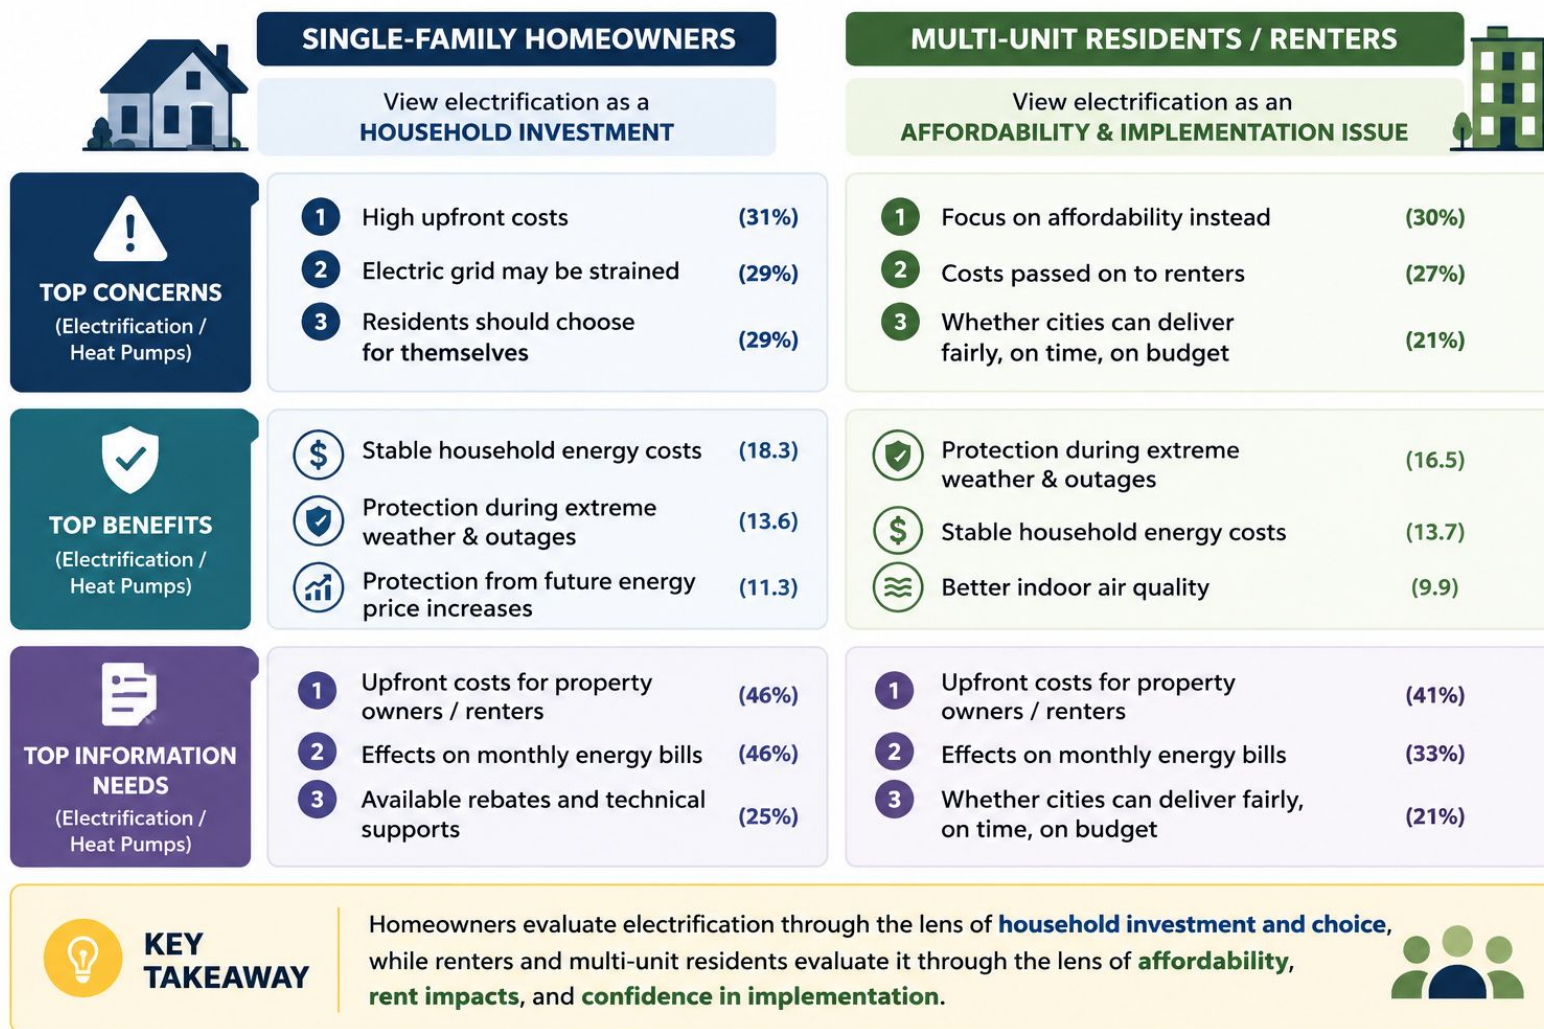 SINGLE-FAMILY HOMEOWNERS
View electrification as a
HOUSEHOLD INVESTMENT
MULTI-UNIT RESIDENTS / RENTERS
View electrification as an
AFFORDABILITY & IMPLEMENTATION ISSUE
TOP CONCERNS
(Electrification /
Heat Pumps)
1 High upfront costs (31%)
2 Electric grid may be strained (29%)
3 Residents should choose
for themselves (29%)
1 Focus on affordability instead (30%)
2 Costs passed on to renters (27%)
3 Whether cities can deliver
fairly, on time, on budget (21%)
TOP BENEFITS
(Electrification /
Heat Pumps)
$ Stable household energy costs (18.3)
Protection during extreme
weather & outages (13.6)
Protection from future energy
price increases (11.3)
Protection during extreme
weather & outages (16.5)
$ Stable household energy costs (13.7)
Better indoor air quality (9.9)
TOP INFORMATION
NEEDS
(Electrification /
Heat Pumps)
1 Upfront costs for property
owners / renters (46%)
2 Effects on monthly energy bills (46%)
3 Available rebates and technical
supports (25%)
1 Upfront costs for property
owners / renters (41%)
2 Effects on monthly energy bills (33%)
3 Whether cities can deliver fairly,
on time, on budget (21%)
KEY
TAKEAWAY
Homeowners evaluate electrification through the lens of household investment and choice,
while renters and multi-unit residents evaluate it through the lens of affordability,
rent impacts, and confidence in implementation.